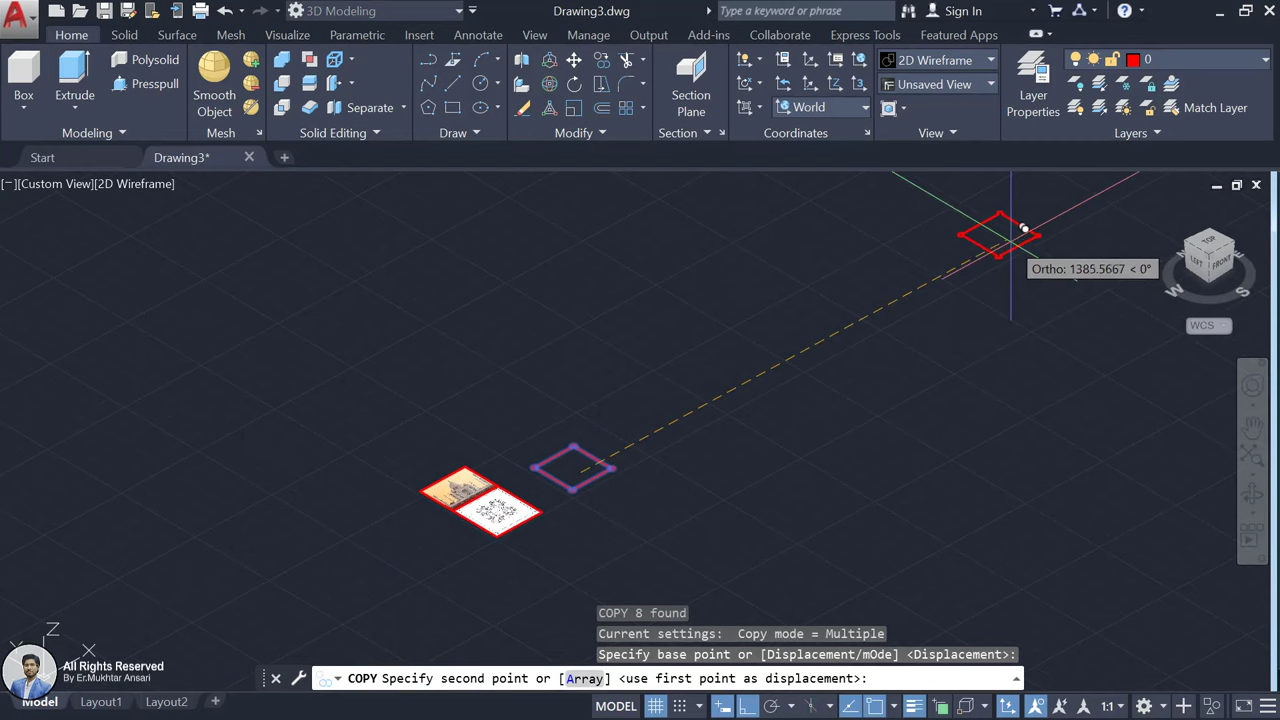 A 3D Modeling Drawing3.dwg Type a keyword or phrase Sign In ?
Home Solid Surface Mesh Visualize Parametric Insert Annotate View Manage Output Add-ins Collaborate Express Tools Featured Apps
Polysolid
Presspull
Box Extrude
Smooth
Object
Separate
Section
Plane
World
2D Wireframe
Unsaved View
Layer
Properties
0
Match Layer
Modeling Mesh Solid Editing Draw Modify Section Coordinates View Layers
Start Drawing3*
[−][Custom View][2D Wireframe]
TOP
LEFT FRONT
W S
WCS
Ortho: 1385.5667 < 0°
COPY 8 found
Current settings: Copy mode = Multiple
Specify base point or [Displacement/mOde] <Displacement>:
COPY Specify second point or [Array] <use first point as displacement>:
Z
X
All Rights Reserved
By Er.Mukhtar Ansari
Model Layout1 Layout2
MODEL 1:1